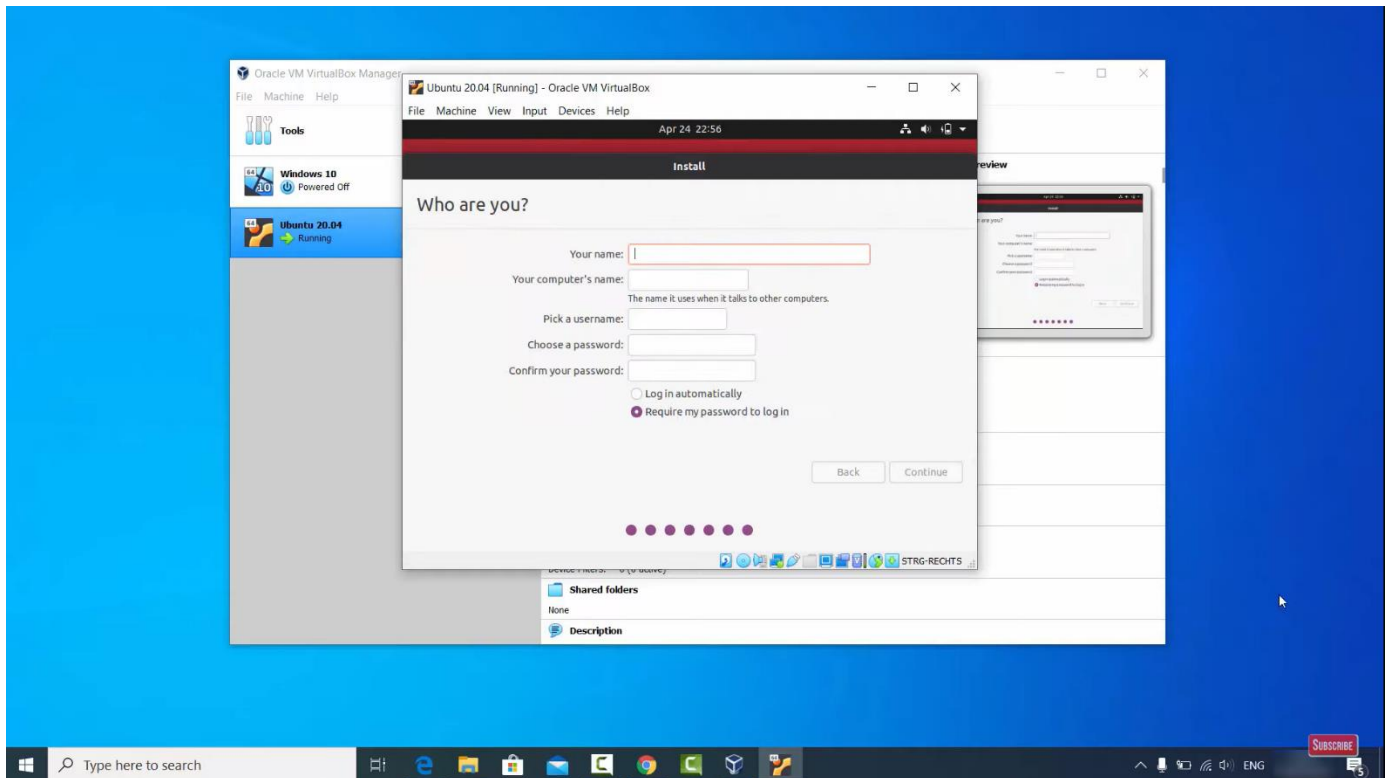 Oracle VM VirtualBox Manager
File Machine Help
Tools
64
10
Windows 10
Powered Off
64
Ubuntu 20.04
Running
Ubuntu 20.04 [Running] - Oracle VM VirtualBox
File Machine View Input Devices Help
Apr 24 22:56
Install
Who are you?
Your name:
Your computer's name:
The name it uses when it talks to other computers.
Pick a username:
Choose a password:
Confirm your password:
Log in automatically
Require my password to log in
Back Continue
STRG-RECHTS
review
Shared folders
None
Description
SUBSCRIBE
Type here to search
ENG
5